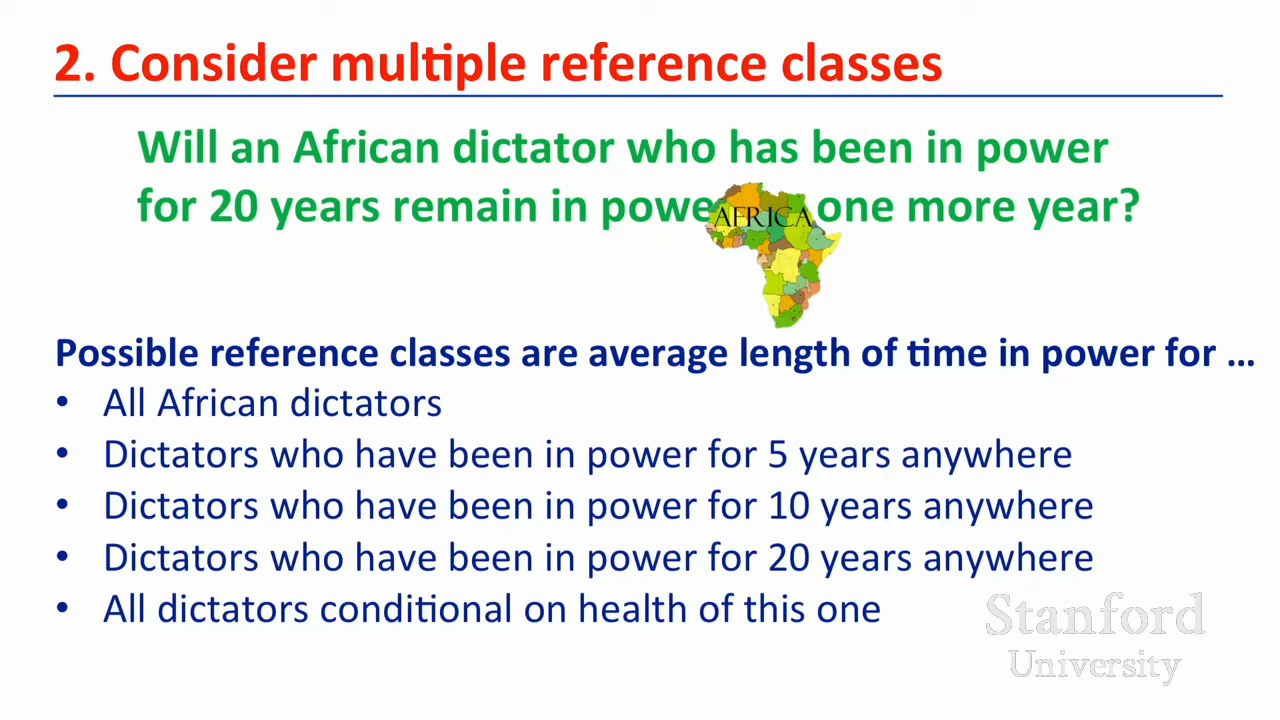 2. Consider multiple reference classes
Will an African dictator who has been in power
for 20 years remain in powe one more year?
AFRICA
Possible reference classes are average length of time in power for …
• All African dictators
• Dictators who have been in power for 5 years anywhere
• Dictators who have been in power for 10 years anywhere
• Dictators who have been in power for 20 years anywhere
• All dictators conditional on health of this one
Stanford
University